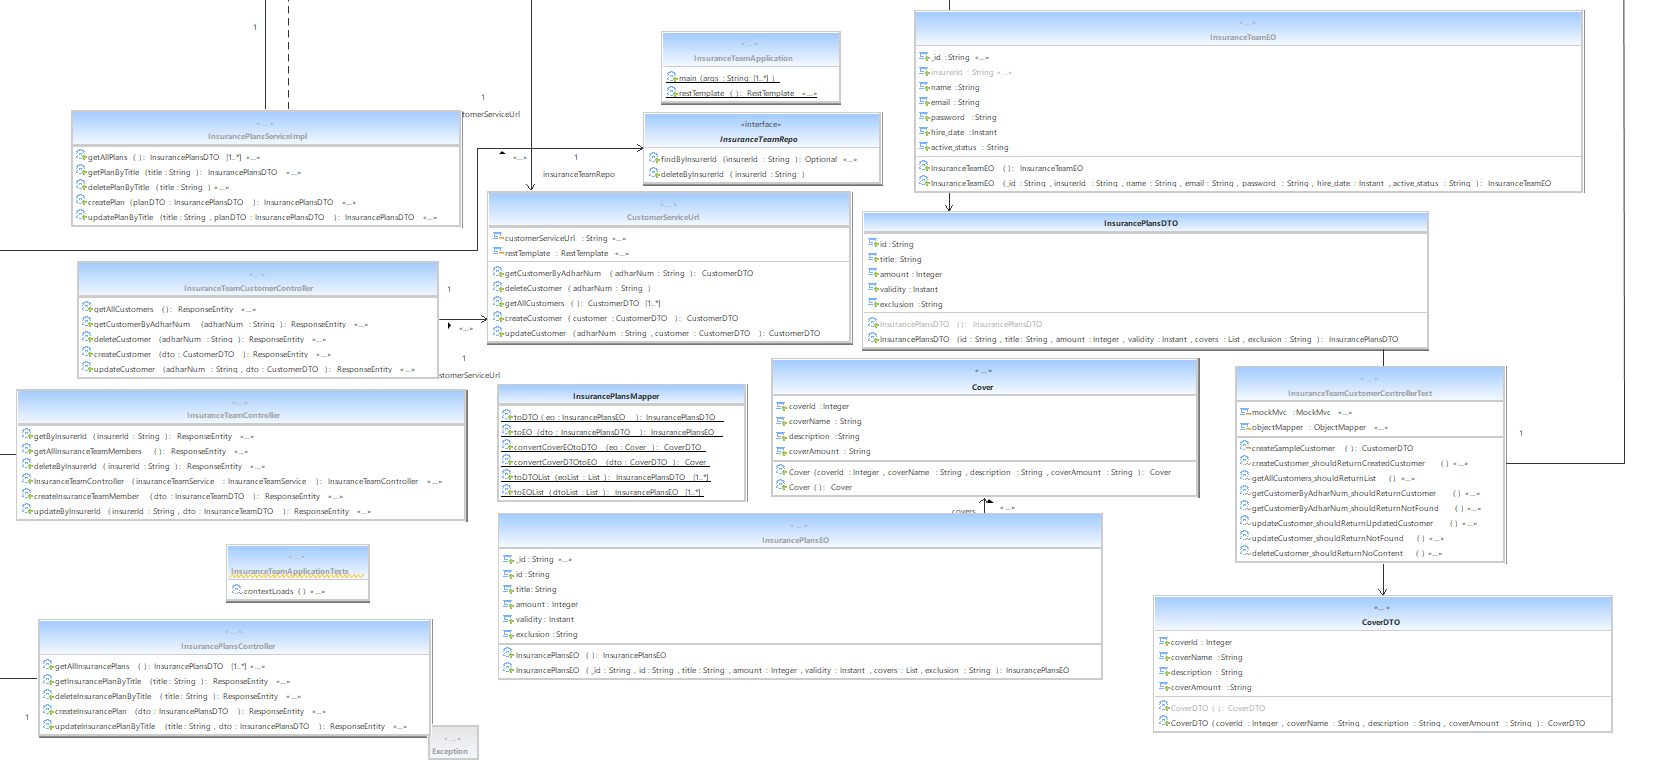 1
1
tomerServiceUrl
«...»
InsurancePlansServiceImpl
getAllPlans ( ): InsurancePlansDTO [1..*] «...»
getPlanByTitle (title : String ): InsurancePlansDTO «...»
deletePlanByTitle (title : String ) «...»
createPlan (planDTO : InsurancePlansDTO ): InsurancePlansDTO «...»
updatePlanByTitle (title : String , planDTO : InsurancePlansDTO ): InsurancePlansDTO «...»
«...»
InsuranceTeamApplication
main (args : String [1..*] )
restTemplate ( ): RestTemplate «...»
«interface»
InsuranceTeamRepo
findByInsurerId (insurerId : String ): Optional «...»
deleteByInsurerId ( insurerId : String )
«...»
1
insuranceTeamRepo
«...»
InsuranceTeamEO
_id : String «...»
insurerId : String «...»
name : String
email : String
password : String
hire_date : Instant
active_status : String
InsuranceTeamEO ( ): InsuranceTeamEO
InsuranceTeamEO (_id : String , insurerId : String , name : String , email : String , password : String , hire_date : Instant , active_status : String ): InsuranceTeamEO
«...»
CustomerServiceUrl
customerServiceUrl : String «...»
restTemplate : RestTemplate «...»
getCustomerByAdharNum ( adharNum : String ): CustomerDTO
deleteCustomer ( adharNum : String )
getAllCustomers ( ): CustomerDTO [1..*]
createCustomer ( customer : CustomerDTO ): CustomerDTO
updateCustomer ( adharNum : String , customer : CustomerDTO ): CustomerDTO
InsurancePlansDTO
id : String
title: String
amount : Integer
validity : Instant
exclusion : String
InsurancePlansDTO ( ): InsurancePlansDTO
InsurancePlansDTO (id : String , title : String , amount : Integer , validity : Instant , covers : List , exclusion : String ): InsurancePlansDTO
«...»
InsuranceTeamCustomerController
getAllCustomers ( ): ResponseEntity «...»
getCustomerByAdharNum (adharNum : String ): ResponseEntity «...»
deleteCustomer (adharNum : String ): ResponseEntity «...»
createCustomer (dto : CustomerDTO ): ResponseEntity «...»
updateCustomer (adharNum : String , dto : CustomerDTO ): ResponseEntity «...»
1
«...»
1
stomerServiceUrl
«...»
InsuranceTeamController
getByInsurerId (insurerId : String ): ResponseEntity «...»
getAllInsuranceTeamMembers ( ): ResponseEntity «...»
deleteByInsurerId ( insurerId : String ): ResponseEntity «...»
InsuranceTeamController (insuranceTeamService : InsuranceTeamService ): InsuranceTeamController «...»
createInsuranceTeamMember (dto : InsuranceTeamDTO ): ResponseEntity «...»
updateByInsurerId (insurerId : String , dto : InsuranceTeamDTO ): ResponseEntity «...»
InsurancePlansMapper
toDTO ( eo : InsurancePlansEO ): InsurancePlansDTO
toEO (dto : InsurancePlansDTO ): InsurancePlansEO
convertCoverEOtoDTO (eo : Cover ): CoverDTO
convertCoverDTOtoEO (dto : CoverDTO ): Cover
toDTOList (eoList : List ): InsurancePlansDTO [1..*]
toEOList (dtoList : List ): InsurancePlansEO [1..*]
«...»
Cover
coverId : Integer
coverName : String
description : String
coverAmount : String
Cover (coverId : Integer , coverName : String , description : String , coverAmount : String ): Cover
Cover ( ): Cover
covers
«...»
«...»
InsuranceTeamCustomerControllerTest
mockMvc : MockMvc «...»
objectMapper : ObjectMapper «...»
createSampleCustomer ( ): CustomerDTO
createCustomer_shouldReturnCreatedCustomer ( ) «...»
getAllCustomers_shouldReturnList ( ) «...»
getCustomerByAdharNum_shouldReturnCustomer ( ) «...»
getCustomerByAdharNum_shouldReturnNotFound ( ) «...»
updateCustomer_shouldReturnUpdatedCustomer ( ) «...»
updateCustomer_shouldReturnNotFound ( ) «...»
deleteCustomer_shouldReturnNoContent ( ) «...»
1
«...»
InsurancePlansEO
_id : String «...»
id : String
title: String
amount : Integer
validity : Instant
exclusion : String
InsurancePlansEO ( ): InsurancePlansEO
InsurancePlansEO (_id : String , id : String , title : String , amount : Integer , validity : Instant , covers : List , exclusion : String ): InsurancePlansEO
«...»
InsuranceTeamApplicationTests
contextLoads ( ) «...»
«...»
CoverDTO
coverId : Integer
coverName : String
description : String
coverAmount : String
CoverDTO ( ): CoverDTO
CoverDTO (coverId : Integer , coverName : String , description : String , coverAmount : String ): CoverDTO
«...»
InsurancePlansController
getAllInsurancePlans ( ): InsurancePlansDTO [1..*] «...»
getInsurancePlanByTitle (title : String ): ResponseEntity «...»
deleteInsurancePlanByTitle (title : String ): ResponseEntity «...»
createInsurancePlan (dto : InsurancePlansDTO ): ResponseEntity «...»
updateInsurancePlanByTitle (title : String , dto : InsurancePlansDTO ): ResponseEntity «...»
1
«...»
Exception